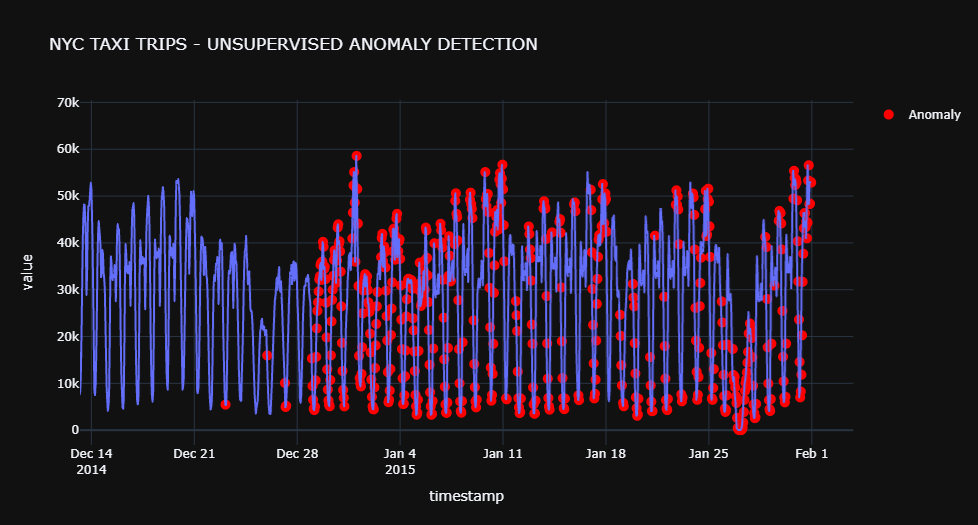 NYC TAXI TRIPS - UNSUPERVISED ANOMALY DETECTION
Anomaly
70k
60k
50k
40k
30k
20k
10k
0
value
Dec 14 Dec 21 Dec 28 Jan 4 Jan 11 Jan 18 Jan 25 Feb 1
2014 2015
timestamp